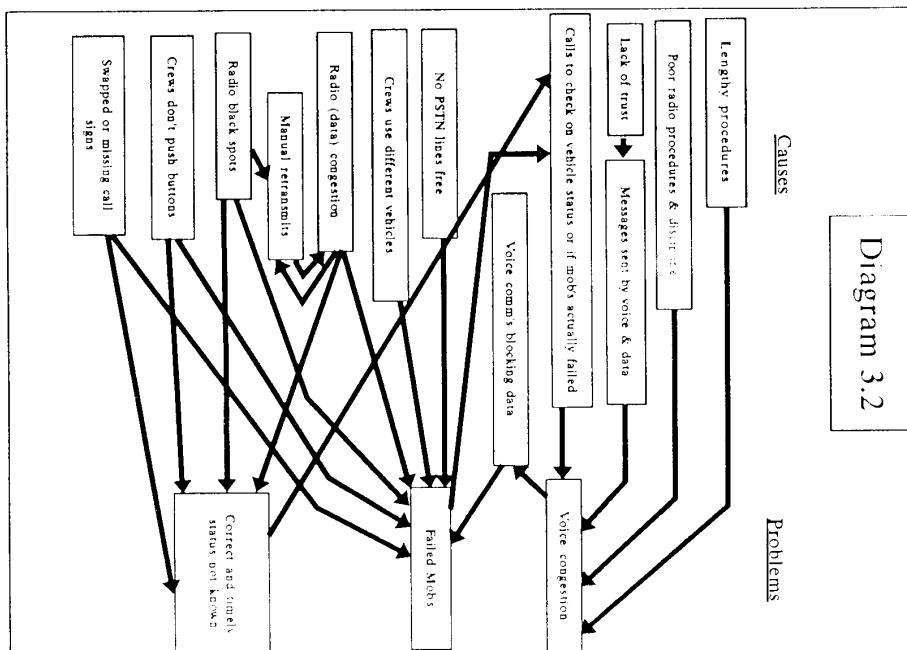 Diagram 3.2
Causes
Problems
Lengthy procedures
Poor radio procedures &
Lack of trust
Messages sent by voice & data
Calls to check on vehicle status or if mob's actually failed
Voice comm's blocking data
No PSTN lines free
Crews use different vehicles
Radio (data) congestion
Manual retransmits
Radio black spots
Crews don't push buttons
Swapped or missing call
signs
Voice congestion
Failed Mobs
Correct and timely
status not known